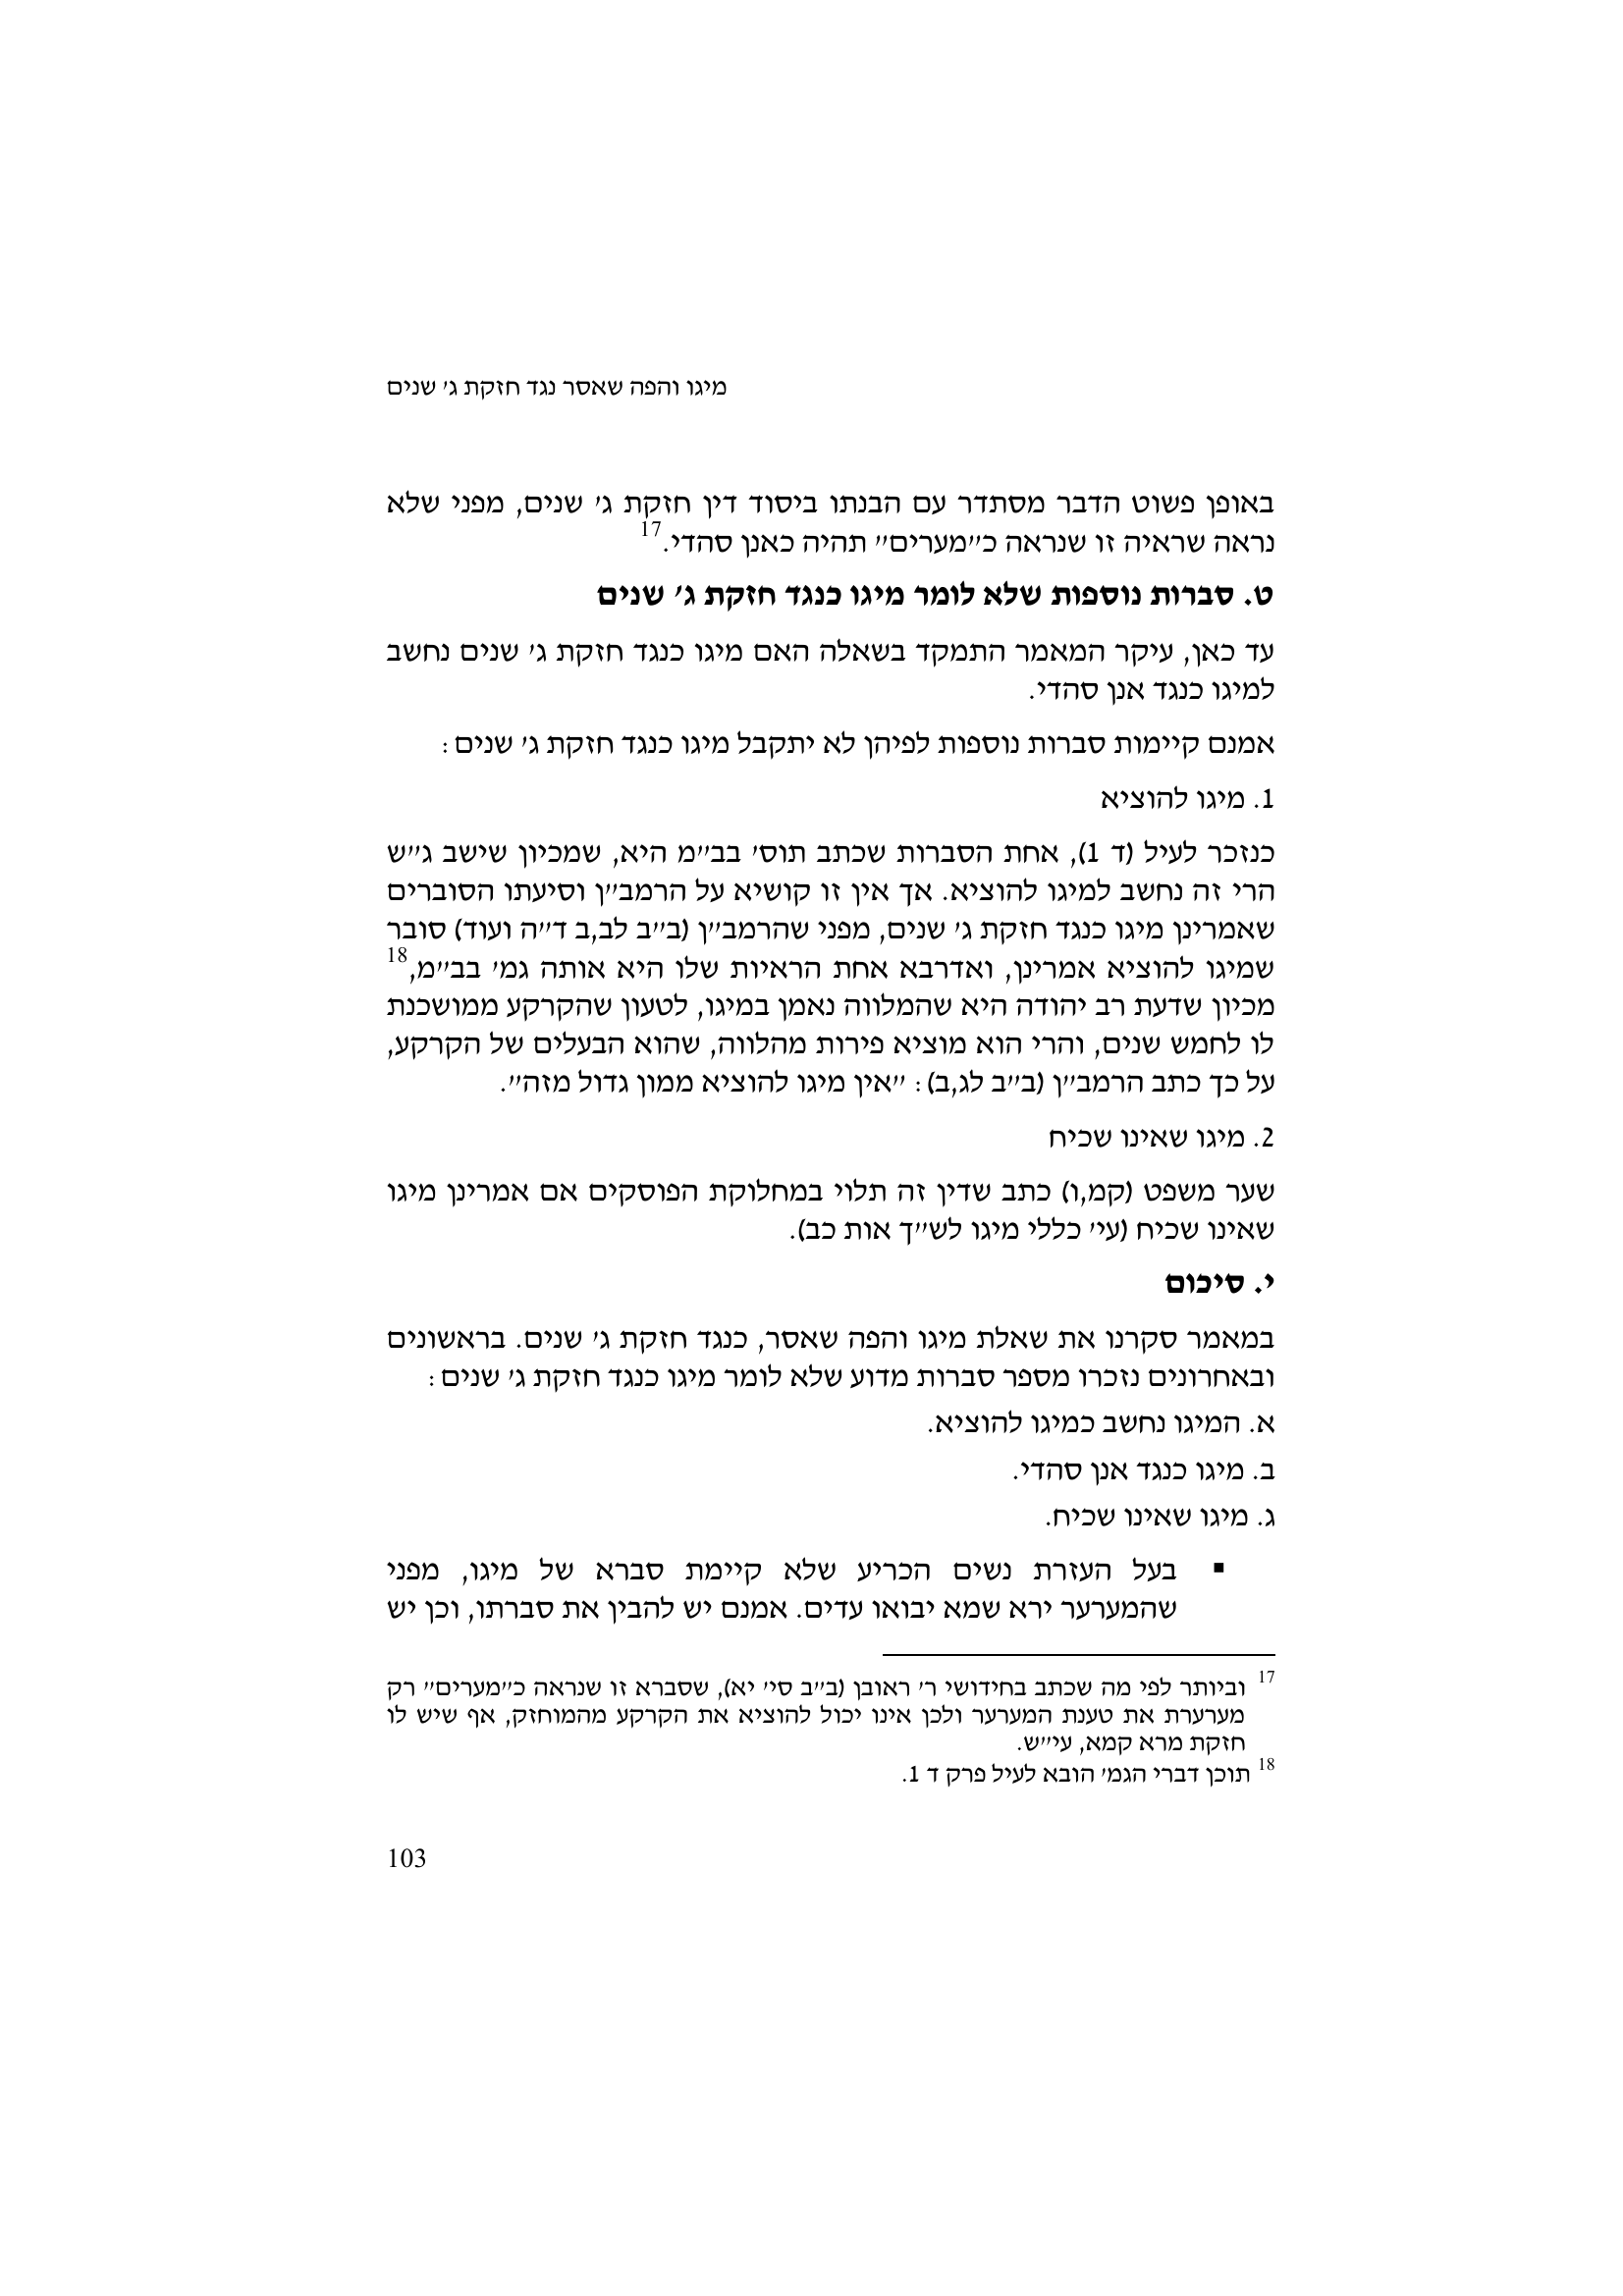 מיגו והפה שאסר נגד חזקת ג' שנים
באופן פשוט הדבר מסתדר עם הבנתו ביסוד דין חזקת ג' שנים, מפני שלא
נראה שראיה זו שנראה כ"מערים" תהיה כאנן סהדי.17
ט. סברות נוספות שלא לומר מיגו כנגד חזקת ג' שנים
עד כאן, עיקר המאמר התמקד בשאלה האם מיגו כנגד חזקת ג' שנים נחשב
למיגו כנגד אנן סהדי.
אמנם קיימות סברות נוספות לפיהן לא יתקבל מיגו כנגד חזקת ג' שנים:
1. מיגו להוציא
כנזכר לעיל (ד 1), אחת הסברות שכתב תוס' בב"מ היא, שמכיון שישב ג"ש
הרי זה נחשב למיגו להוציא. אך אין זו קושיא על הרמב"ן וסיעתו הסוברים
שאמרינן מיגו כנגד חזקת ג' שנים, מפני שהרמב"ן (ב"ב לב,ב ד"ה ועוד) סובר
שמיגו להוציא אמרינן, ואדרבא אחת הראיות שלו היא אותה גמ' בב"מ,18
מכיון שדעת רב יהודה היא שהמלווה נאמן במיגו, לטעון שהקרקע ממושכנת
לו לחמש שנים, והרי הוא מוציא פירות מהלווה, שהוא הבעלים של הקרקע,
על כך כתב הרמב"ן (ב"ב לג,ב): "אין מיגו להוציא ממון גדול מזה".
2. מיגו שאינו שכיח
שער משפט (קמ,ו) כתב שדין זה תלוי במחלוקת הפוסקים אם אמרינן מיגו
שאינו שכיח (עי' כללי מיגו לש"ך אות כב).
י. סיכום
במאמר סקרנו את שאלת מיגו והפה שאסר, כנגד חזקת ג' שנים. בראשונים
ובאחרונים נזכרו מספר סברות מדוע שלא לומר מיגו כנגד חזקת ג' שנים:
א. המיגו נחשב כמיגו להוציא.
ב. מיגו כנגד אנן סהדי.
ג. מיגו שאינו שכיח.
▪ בעל העזרת נשים הכריע שלא קיימת סברא של מיגו, מפני
שהמערער ירא שמא יבואו עדים. אמנם יש להבין את סברתו, וכן יש
17 וביותר לפי מה שכתב בחידושי ר' ראובן (ב"ב סי' יא), שסברא זו שנראה כ"מערים" רק
מערערת את טענת המערער ולכן אינו יכול להוציא את הקרקע מהמוחזק, אף שיש לו
חזקת מרא קמא, עי"ש.
18 תוכן דברי הגמ' הובא לעיל פרק ד 1.
103